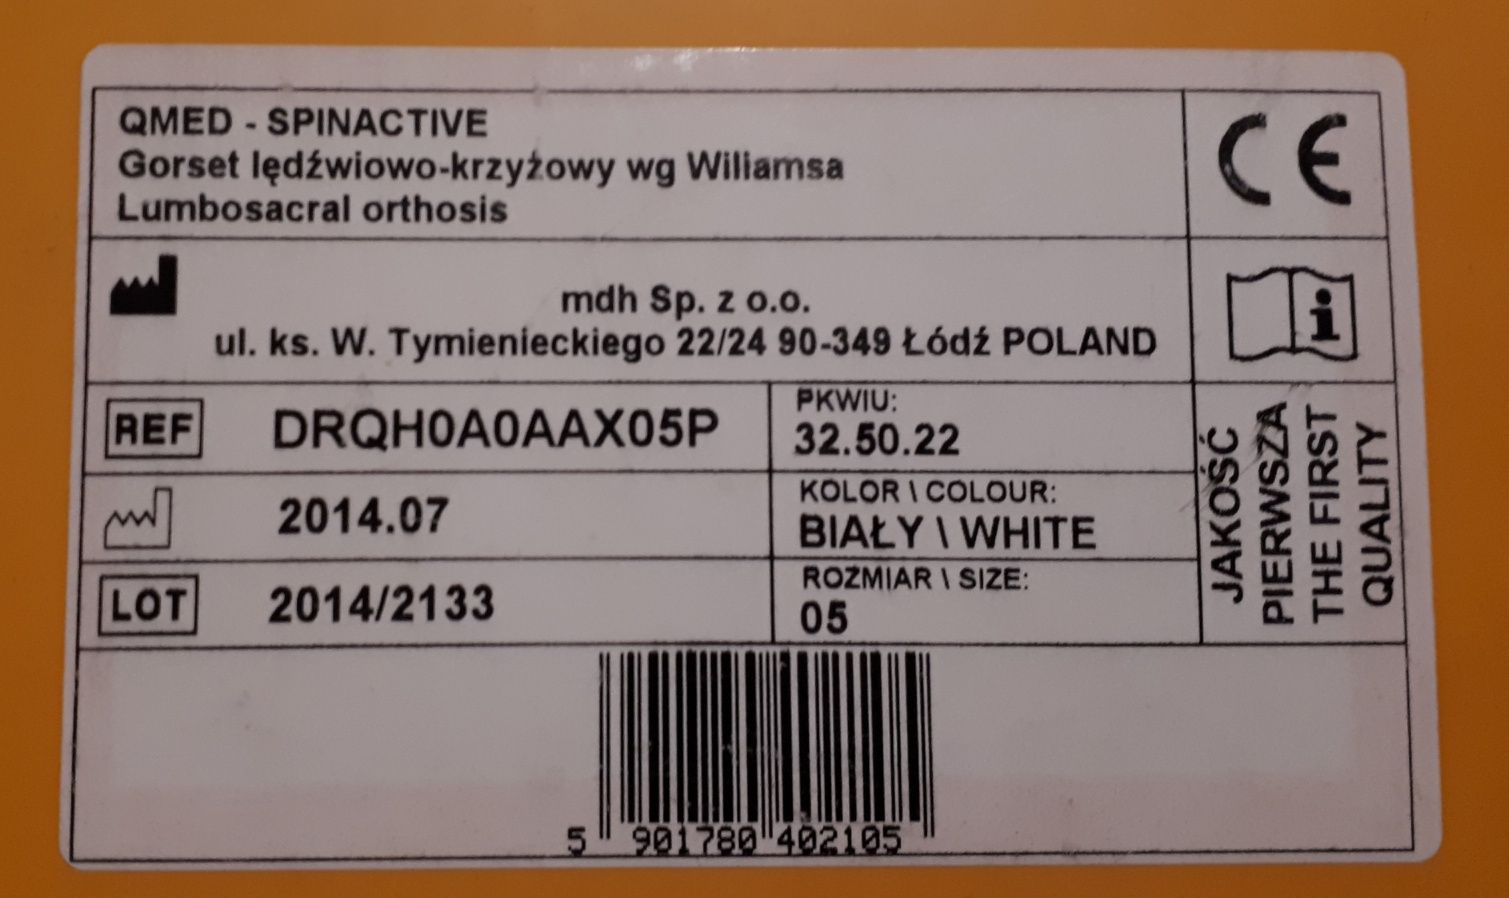 QMED - SPINACTIVE
Gorset lędźwiowo-krzyżowy wg Wiliamsa
Lumbosacral orthosis
CE
mdh Sp. z o.o.
ul. ks. W. Tymienieckiego 22/24 90-349 Łódź POLAND
i
REF DRQH0A0AAX05P
PKWIU:
32.50.22
2014.07
KOLOR \ COLOUR:
BIAŁY \ WHITE
LOT 2014/2133
ROZMIAR \ SIZE:
05
JAKOŚĆ
PIERWSZA
THE FIRST
QUALITY
5 901780 402105